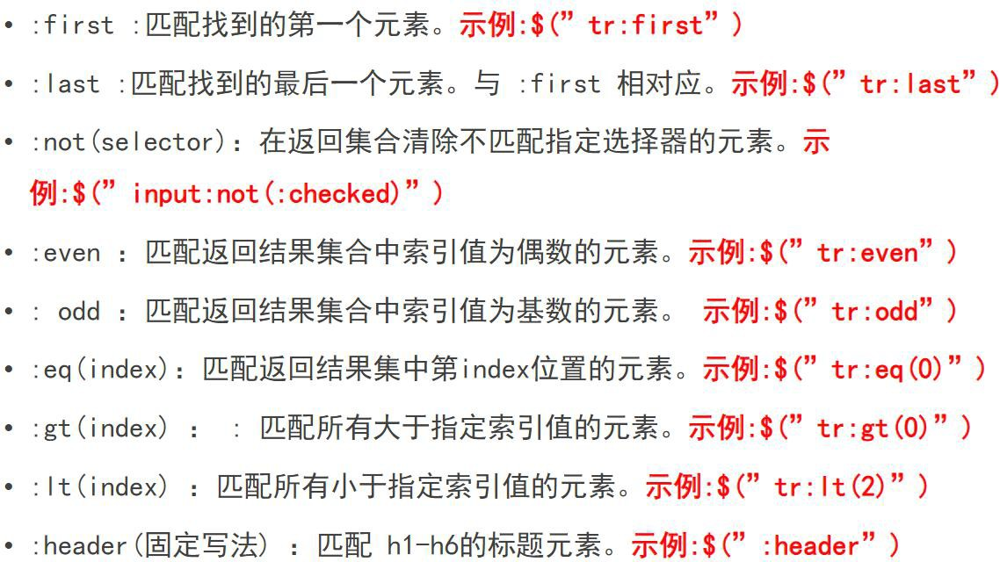 • :first :匹配找到的第一个元素。示例:$(” tr:first” )
• :last :匹配找到的最后一个元素。与 :first 相对应。示例:$(” tr:last” )
• :not(selector): 在返回集合清除不匹配指定选择器的元素。示
例:$(” input:not(:checked)” )
• :even : 匹配返回结果集合中索引值为偶数的元素。示例:$(” tr:even” )
• : odd : 匹配返回结果集合中索引值为基数的元素。 示例:$(” tr:odd” )
• :eq(index): 匹配返回结果集中第index位置的元素。示例:$(” tr:eq(0)” )
• :gt(index) : : 匹配所有大于指定索引值的元素。示例:$(” tr:gt(0)” )
• :lt(index) : 匹配所有小于指定索引值的元素。示例:$(” tr:lt(2)” )
• :header(固定写法) : 匹配 h1-h6的标题元素。示例:$(” :header” )